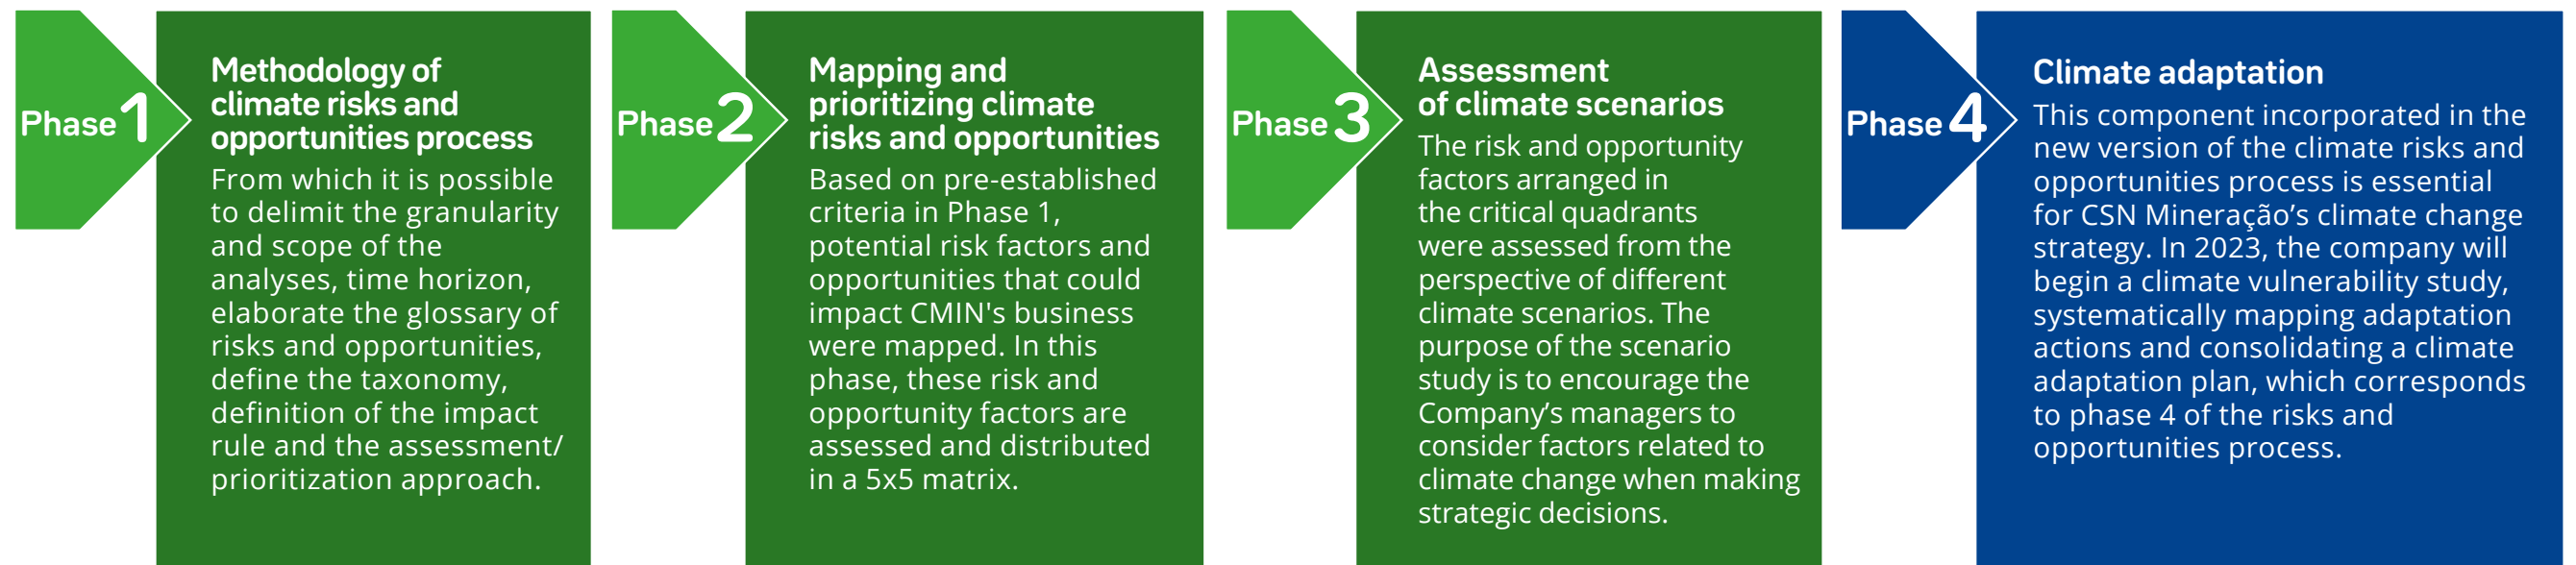 Phase 1
Methodology of
climate risks and
opportunities process
From which it is possible
to delimit the granularity
and scope of the
analyses, time horizon,
elaborate the glossary of
risks and opportunities,
define the taxonomy,
definition of the impact
rule and the assessment/
prioritization approach.
Phase 2
Mapping and
prioritizing climate
risks and opportunities
Based on pre-established
criteria in Phase 1,
potential risk factors and
opportunities that could
impact CMIN's business
were mapped. In this
phase, these risk and
opportunity factors are
assessed and distributed
in a 5x5 matrix.
Phase 3
Assessment
of climate scenarios
The risk and opportunity
factors arranged in
the critical quadrants
were assessed from the
perspective of different
climate scenarios. The
purpose of the scenario
study is to encourage the
Company’s managers to
consider factors related to
climate change when making
strategic decisions.
Phase 4
Climate adaptation
This component incorporated in the
new version of the climate risks and
opportunities process is essential
for CSN Mineração’s climate change
strategy. In 2023, the company will
begin a climate vulnerability study,
systematically mapping adaptation
actions and consolidating a climate
adaptation plan, which corresponds
to phase 4 of the risks and
opportunities process.